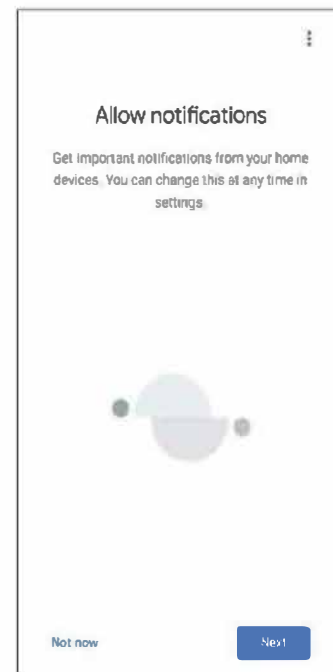 Allow notifications
Get important notifications from your home
devices. You can change this at any time in
settings.
Not now
Next